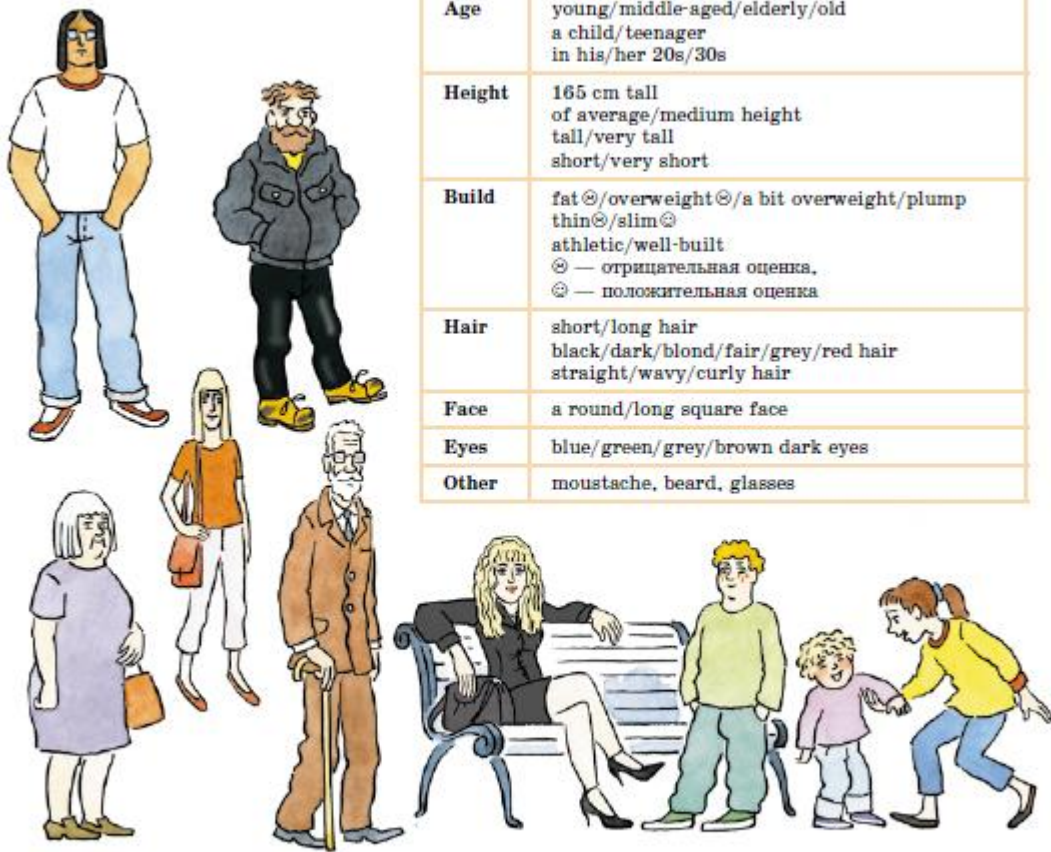 Age
young/middle-aged/elderly/old
a child/teenager
in his/her 20s/30s
Height
165 cm tall
of average/medium height
tall/very tall
short/very short
Build
fat☹/overweight☹/a bit overweight/plump
thin☹/slim☺
athletic/well-built
☹ — отрицательная оценка,
☺ — положительная оценка
Hair
short/long hair
black/dark/blond/fair/grey/red hair
straight/wavy/curly hair
Face
a round/long square face
Eyes
blue/green/grey/brown dark eyes
Other
moustache, beard, glasses